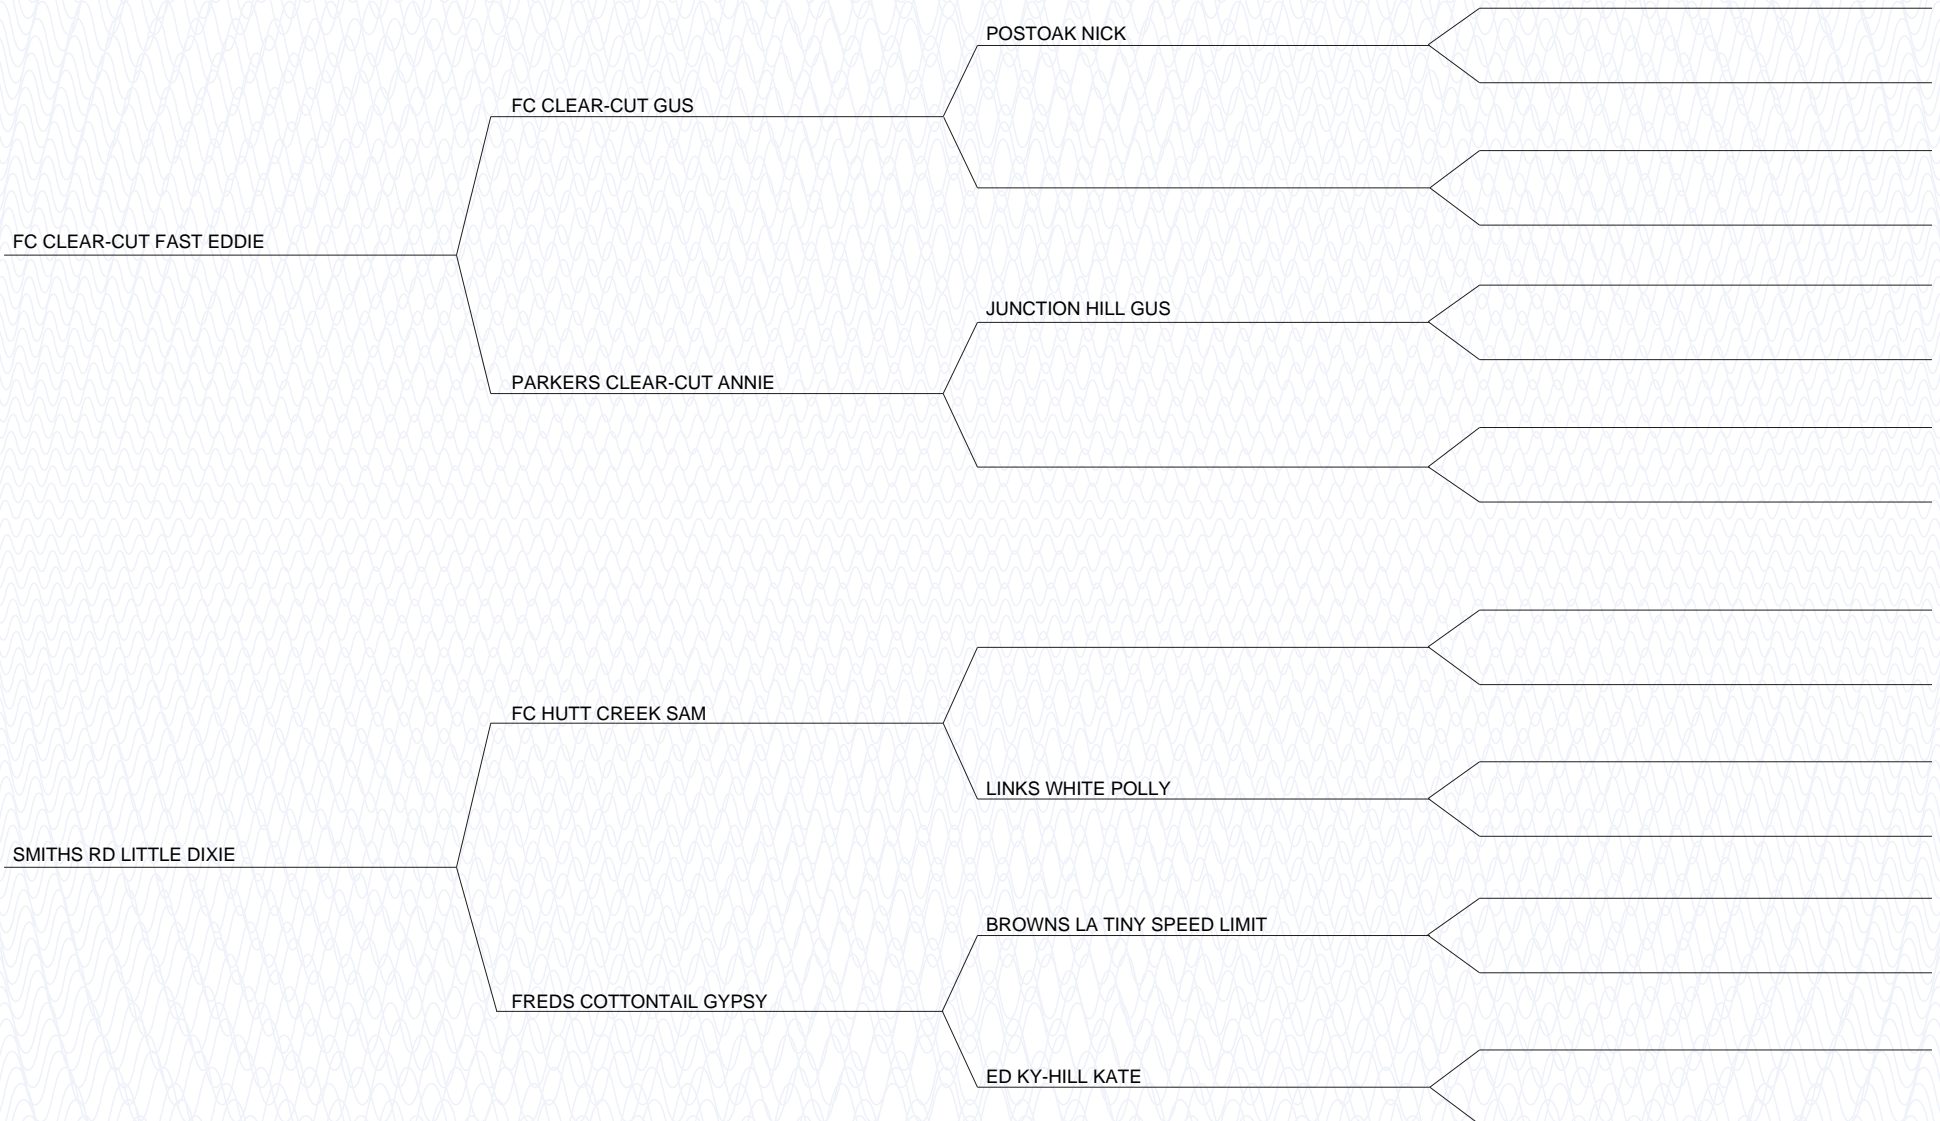 POSTOAK NICK
FC CLEAR-CUT GUS
FC CLEAR-CUT FAST EDDIE
JUNCTION HILL GUS
PARKERS CLEAR-CUT ANNIE
FC HUTT CREEK SAM
LINKS WHITE POLLY
SMITHS RD LITTLE DIXIE
BROWNS LA TINY SPEED LIMIT
FREDS COTTONTAIL GYPSY
ED KY-HILL KATE